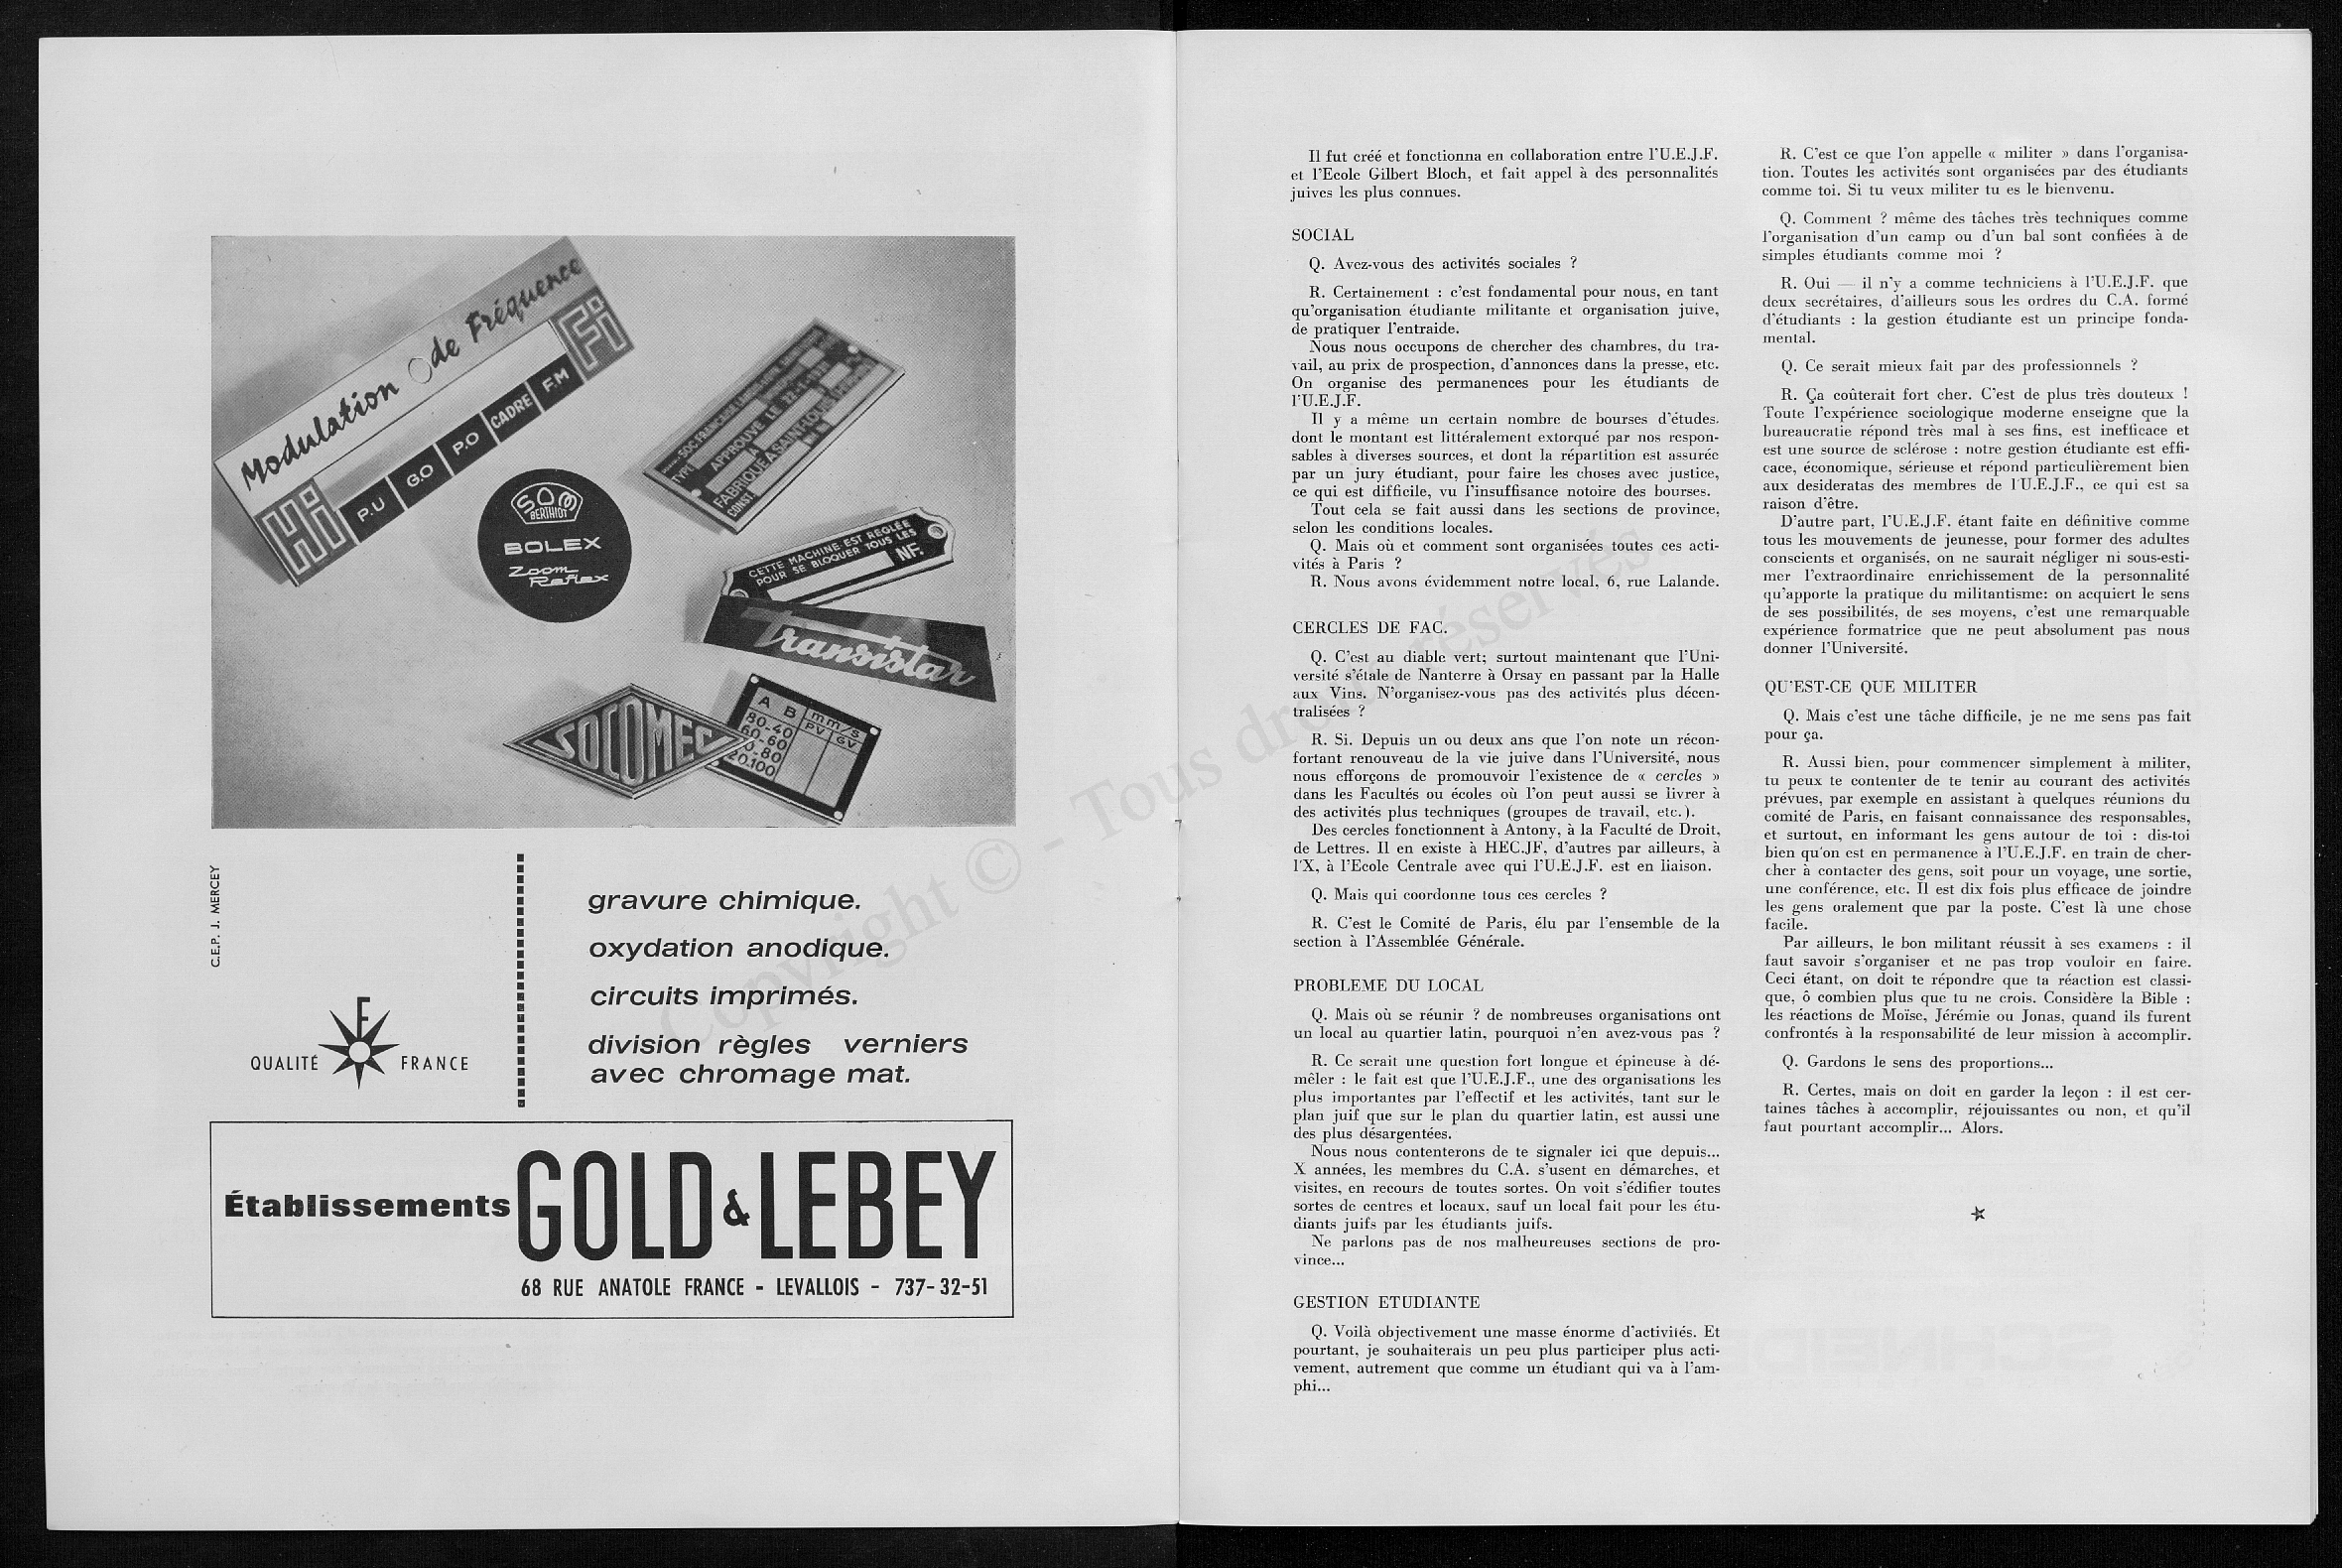 Modulation de Fréquence
Hi
P.U
G.O
P.O
CADRE
F.M
Fi
SOM
BERTHIOT
BOLEX
Zoom
Reflex
TYPE
APPROUVÉ LE
FABRIQUÉ A SAINT-LOUIS
CONST.
CETTE MACHINE EST RÉGLÉE
POUR SE BLOQUER TOUS LES
NF.
Transistar
SOCOMEC
A B mm/s
PV GV
80-40
60-60
20.100
C.E.P. J. MERCEY
gravure chimique.
oxydation anodique.
circuits imprimés.
division règles verniers
avec chromage mat.
F
QUALITÉ FRANCE
Établissements GOLD & LEBEY
68 RUE ANATOLE FRANCE - LEVALLOIS - 737-32-51
Il fut créé et fonctionna en collaboration entre l'U.E.J.F.
et l'Ecole Gilbert Bloch, et fait appel à des personnalités
juives les plus connues.
SOCIAL
Q. Avez-vous des activités sociales ?
R. Certainement : c'est fondamental pour nous, en tant
qu'organisation étudiante militante et organisation juive,
de pratiquer l'entraide.
Nous nous occupons de chercher des chambres, du tra-
vail, au prix de prospection, d'annonces dans la presse, etc.
On organise des permanences pour les étudiants de
l'U.E.J.F.
Il y a même un certain nombre de bourses d'études.
dont le montant est littéralement extorqué par nos respon-
sables à diverses sources, et dont la répartition est assurée
par un jury étudiant, pour faire les choses avec justice,
ce qui est difficile, vu l'insuffisance notoire des bourses.
Tout cela se fait aussi dans les sections de province,
selon les conditions locales.
Q. Mais où et comment sont organisées toutes ces acti-
vités à Paris ?
R. Nous avons évidemment notre local, 6, rue Lalande.
CERCLES DE FAC.
Q. C'est au diable vert; surtout maintenant que l'Uni-
versité s'étale de Nanterre à Orsay en passant par la Halle
aux Vins. N'organisez-vous pas des activités plus décen-
tralisées ?
R. Si. Depuis un ou deux ans que l'on note un récon-
fortant renouveau de la vie juive dans l'Université, nous
nous efforçons de promouvoir l'existence de « cercles »
dans les Facultés ou écoles où l'on peut aussi se livrer à
des activités plus techniques (groupes de travail, etc.).
Des cercles fonctionnent à Antony, à la Faculté de Droit,
de Lettres. Il en existe à HEC.JF, d'autres par ailleurs, à
l'X, à l'Ecole Centrale avec qui l'U.E.J.F. est en liaison.
Q. Mais qui coordonne tous ces cercles ?
R. C'est le Comité de Paris, élu par l'ensemble de la
section à l'Assemblée Générale.
PROBLEME DU LOCAL
Q. Mais où se réunir ? de nombreuses organisations ont
un local au quartier latin, pourquoi n'en avez-vous pas ?
R. Ce serait une question fort longue et épineuse à dé-
mêler : le fait est que l'U.E.J.F., une des organisations les
plus importantes par l'effectif et les activités, tant sur le
plan juif que sur le plan du quartier latin, est aussi une
des plus désargentées.
Nous nous contenterons de te signaler ici que depuis...
X années, les membres du C.A. s'usent en démarches, et
visites, en recours de toutes sortes. On voit s'édifier toutes
sortes de centres et locaux, sauf un local fait pour les étu-
diants juifs par les étudiants juifs.
Ne parlons pas de nos malheureuses sections de pro-
vince...
GESTION ETUDIANTE
Q. Voilà objectivement une masse énorme d'activités. Et
pourtant, je souhaiterais un peu plus participer plus acti-
vement, autrement que comme un étudiant qui va à l'am-
phi...
R. C'est ce que l'on appelle « militer » dans l'organisa-
tion. Toutes les activités sont organisées par des étudiants
comme toi. Si tu veux militer tu es le bienvenu.
Q. Comment ? même des tâches très techniques comme
l'organisation d'un camp ou d'un bal sont confiées à de
simples étudiants comme moi ?
R. Oui — il n'y a comme techniciens à l'U.E.J.F. que
deux secrétaires, d'ailleurs sous les ordres du C.A. formé
d'étudiants : la gestion étudiante est un principe fonda-
mental.
Q. Ce serait mieux fait par des professionnels ?
R. Ça coûterait fort cher. C'est de plus très douteux !
Toute l'expérience sociologique moderne enseigne que la
bureaucratie répond très mal à ses fins, est inefficace et
est une source de sclérose : notre gestion étudiante est effi-
cace, économique, sérieuse et répond particulièrement bien
aux desideratas des membres de l'U.E.J.F., ce qui est sa
raison d'être.
D'autre part, l'U.E.J.F. étant faite en définitive comme
tous les mouvements de jeunesse, pour former des adultes
conscients et organisés, on ne saurait négliger ni sous-esti-
mer l'extraordinaire enrichissement de la personnalité
qu'apporte la pratique du militantisme: on acquiert le sens
de ses possibilités, de ses moyens, c'est une remarquable
expérience formatrice que ne peut absolument pas nous
donner l'Université.
QU'EST-CE QUE MILITER
Q. Mais c'est une tâche difficile, je ne me sens pas fait
pour ça.
R. Aussi bien, pour commencer simplement à militer,
tu peux te contenter de te tenir au courant des activités
prévues, par exemple en assistant à quelques réunions du
comité de Paris, en faisant connaissance des responsables,
et surtout, en informant les gens autour de toi : dis-toi
bien qu'on est en permanence à l'U.E.J.F. en train de cher-
cher à contacter des gens, soit pour un voyage, une sortie,
une conférence, etc. Il est dix fois plus efficace de joindre
les gens oralement que par la poste. C'est là une chose
facile.
Par ailleurs, le bon militant réussit à ses examens : il
faut savoir s'organiser et ne pas trop vouloir en faire.
Ceci étant, on doit te répondre que ta réaction est classi-
que, ô combien plus que tu ne crois. Considère la Bible :
les réactions de Moïse, Jérémie ou Jonas, quand ils furent
confrontés à la responsabilité de leur mission à accomplir.
Q. Gardons le sens des proportions...
R. Certes, mais on doit en garder la leçon : il est cer-
taines tâches à accomplir, réjouissantes ou non, et qu'il
faut pourtant accomplir... Alors.
Copyright © - Tous droits réservés.